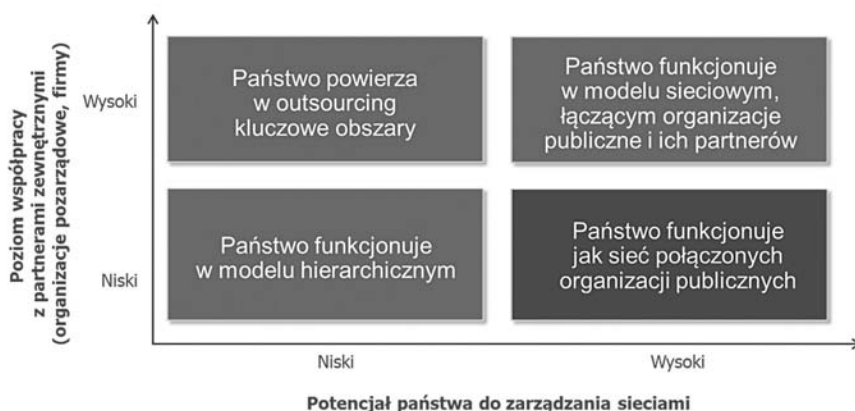 Poziom współpracy
z partnerami zewnętrznymi
(organizacje pozarządowe, firmy)
Wysoki
Niski
Państwo powierza
w outsourcing
kluczowe obszary
Państwo funkcjonuje
w modelu sieciowym,
łączącym organizacje
publiczne i ich partnerów
Państwo funkcjonuje
w modelu hierarchicznym
Państwo funkcjonuje
jak sieć połączonych
organizacji publicznych
Niski
Wysoki
Potencjał państwa do zarządzania sieciami